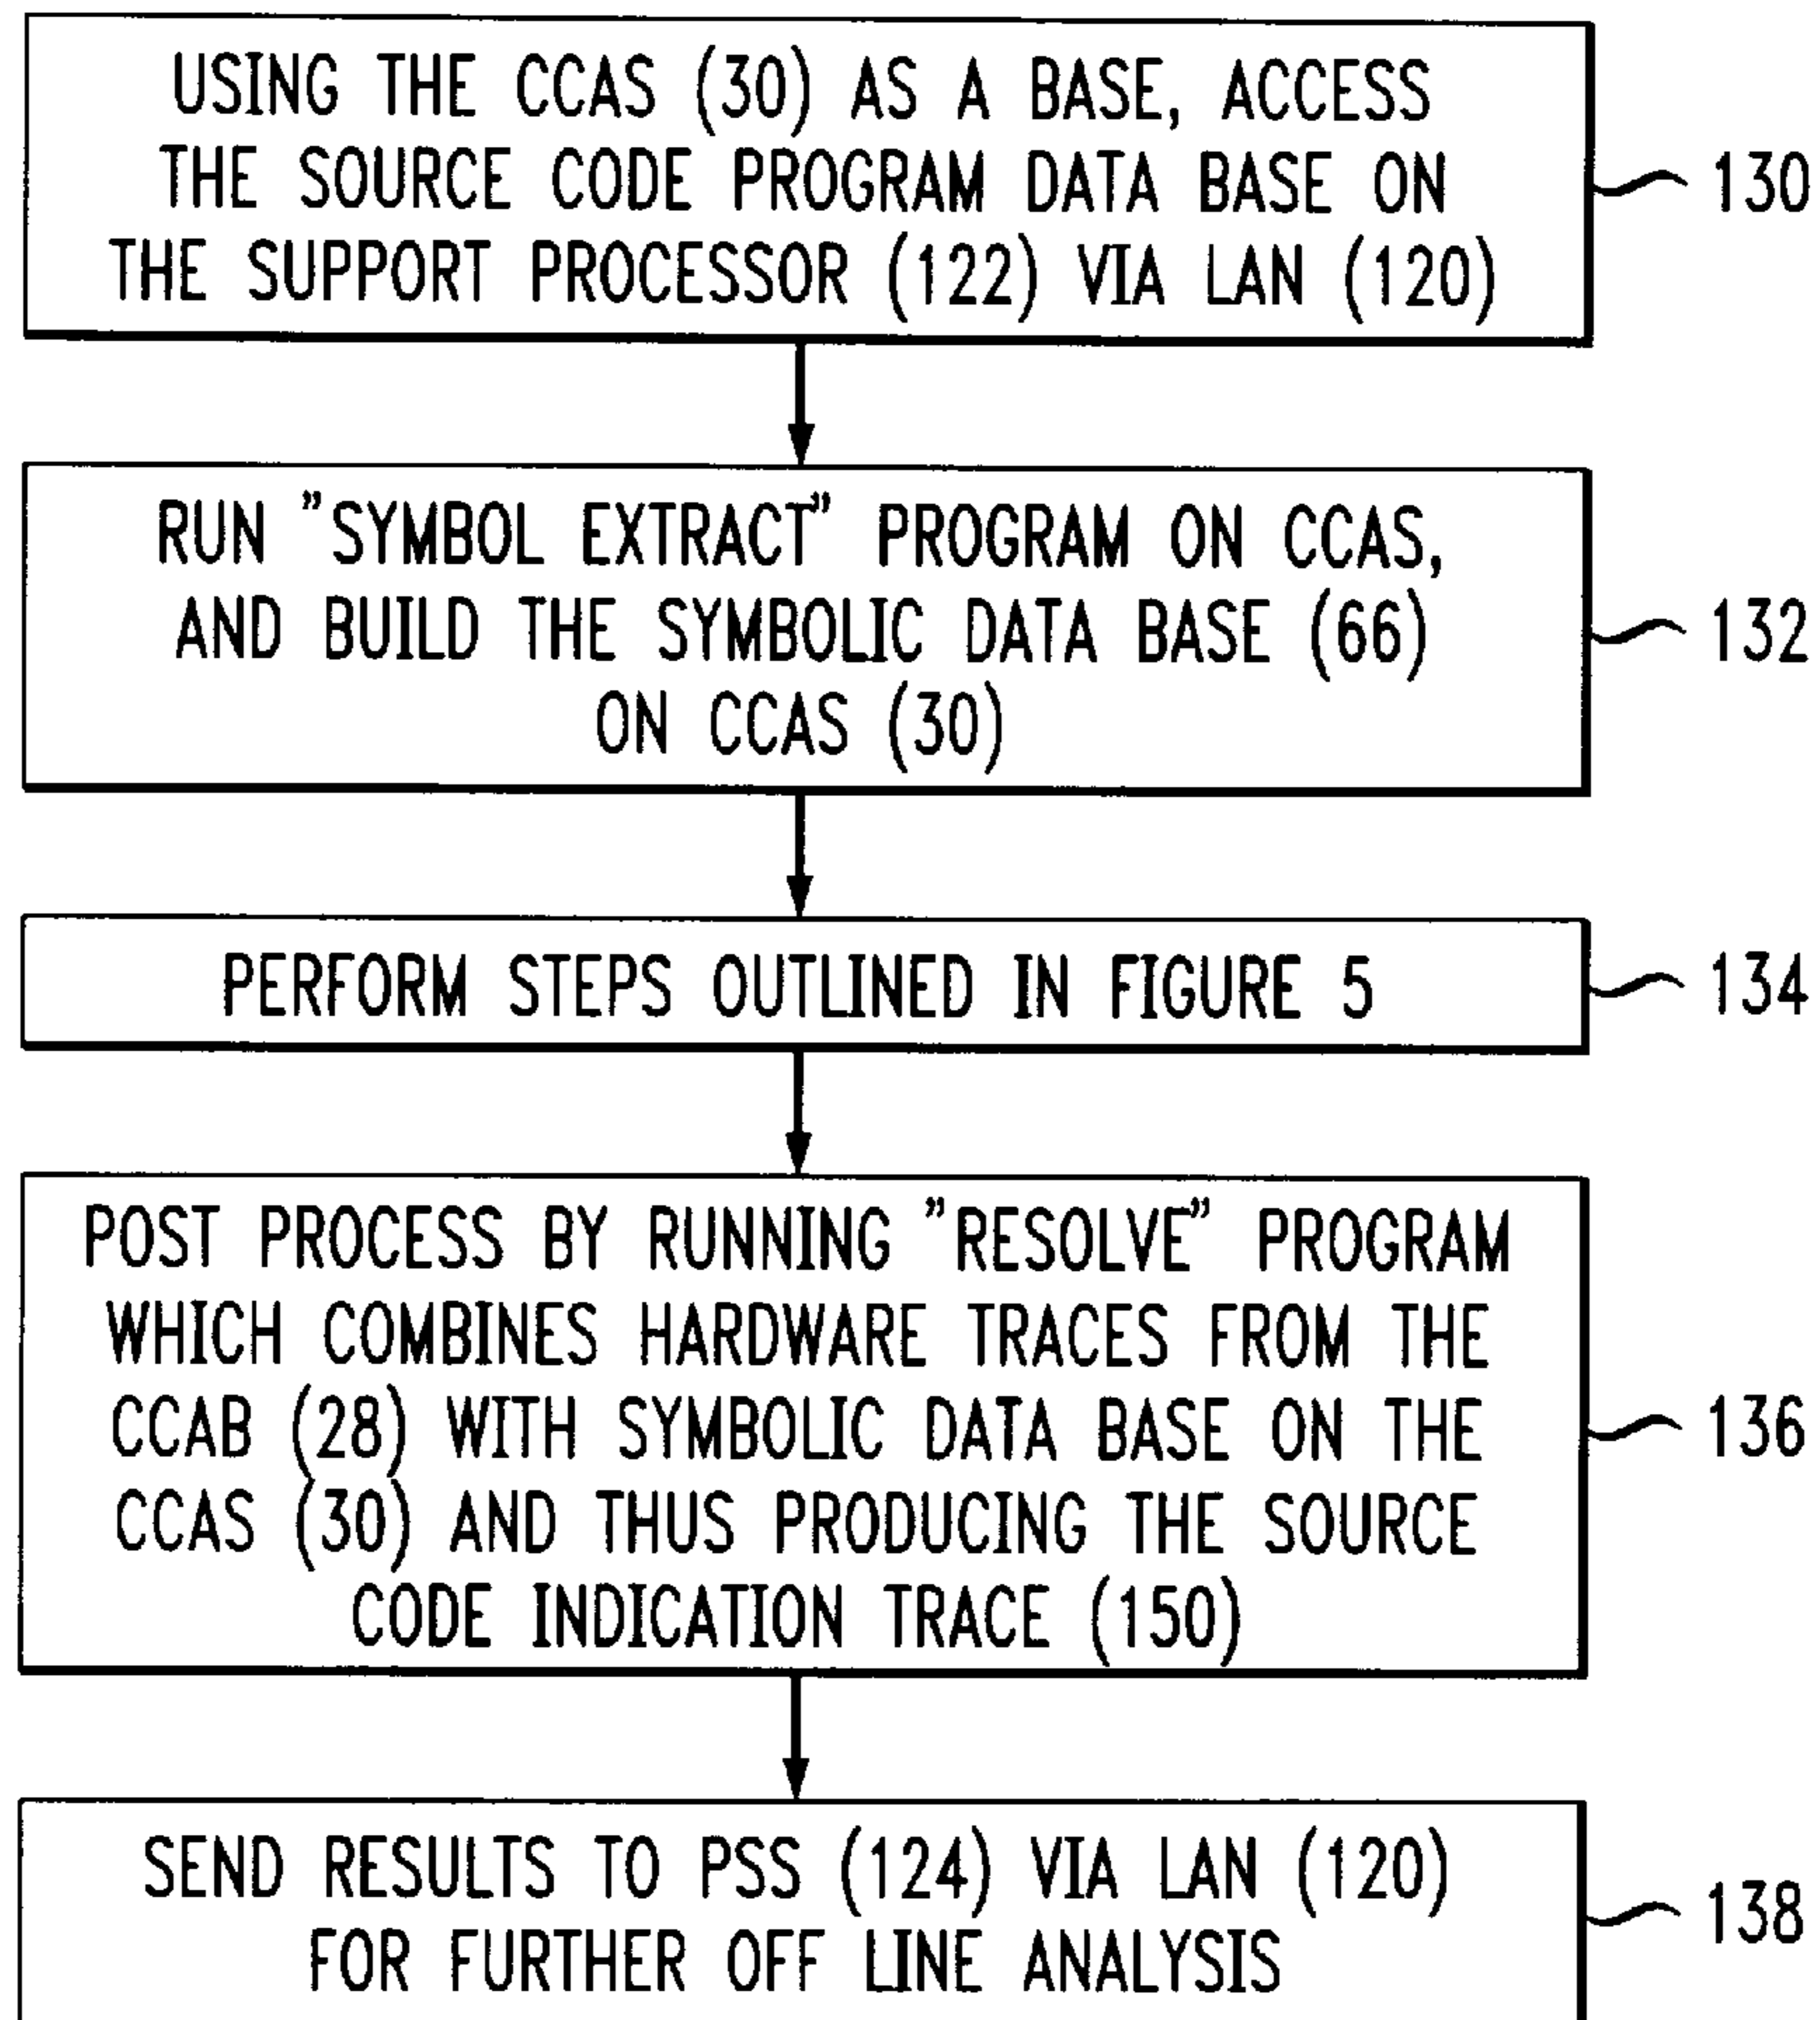 USING THE CCAS (30) AS A BASE, ACCESS
THE SOURCE CODE PROGRAM DATA BASE ON
THE SUPPORT PROCESSOR (122) VIA LAN (120)
130
RUN "SYMBOL EXTRACT" PROGRAM ON CCAS,
AND BUILD THE SYMBOLIC DATA BASE (66)
ON CCAS (30)
132
PERFORM STEPS OUTLINED IN FIGURE 5
134
POST PROCESS BY RUNNING "RESOLVE" PROGRAM
WHICH COMBINES HARDWARE TRACES FROM THE
CCAB (28) WITH SYMBOLIC DATA BASE ON THE
CCAS (30) AND THUS PRODUCING THE SOURCE
CODE INDICATION TRACE (150)
136
SEND RESULTS TO PSS (124) VIA LAN (120)
FOR FURTHER OFF LINE ANALYSIS
138